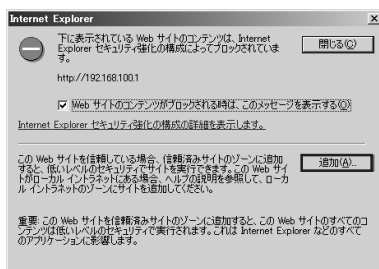 Internet Explorer
下に表示されている Web サイトのコンテンツは、Internet
Explorer セキュリティ強化の構成によってブロックされていま
す。
閉じる(C)
http://192.168.100.1
Web サイトのコンテンツがブロックされる時は、このメッセージを表示する(O)
Internet Explorer セキュリティ強化の構成の詳細を表示します。
この Web サイトを信頼している場合、信頼済みサイトのゾーンに追加
すると、低いレベルのセキュリティでサイトを実行できます。この Web サイ
トがローカル イントラネットにある場合、ヘルプの説明を参照して、ローカ
ル イントラネットのゾーンにサイトを追加してください。
追加(A)...
重要: この Web サイトを信頼済みサイトのゾーンに追加すると、この Web サイトのすべてのコ
ンテンツは低いレベルのセキュリティで実行されます。これは Internet Explorer などのすべて
のアプリケーションに影響します。